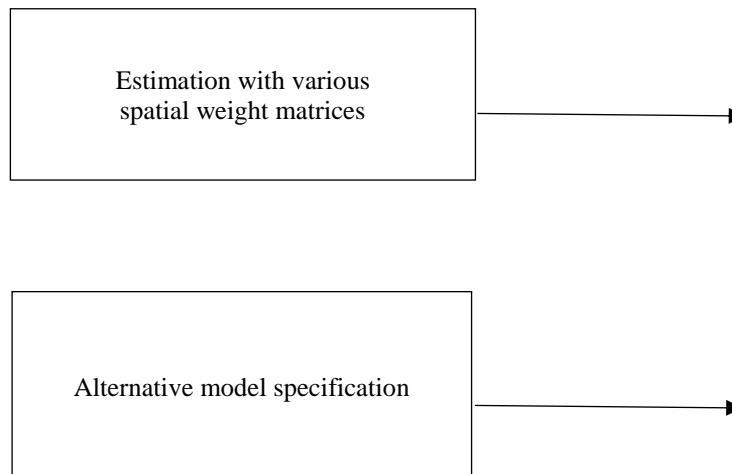 Estimation with various
spatial weight matrices
Alternative model specification